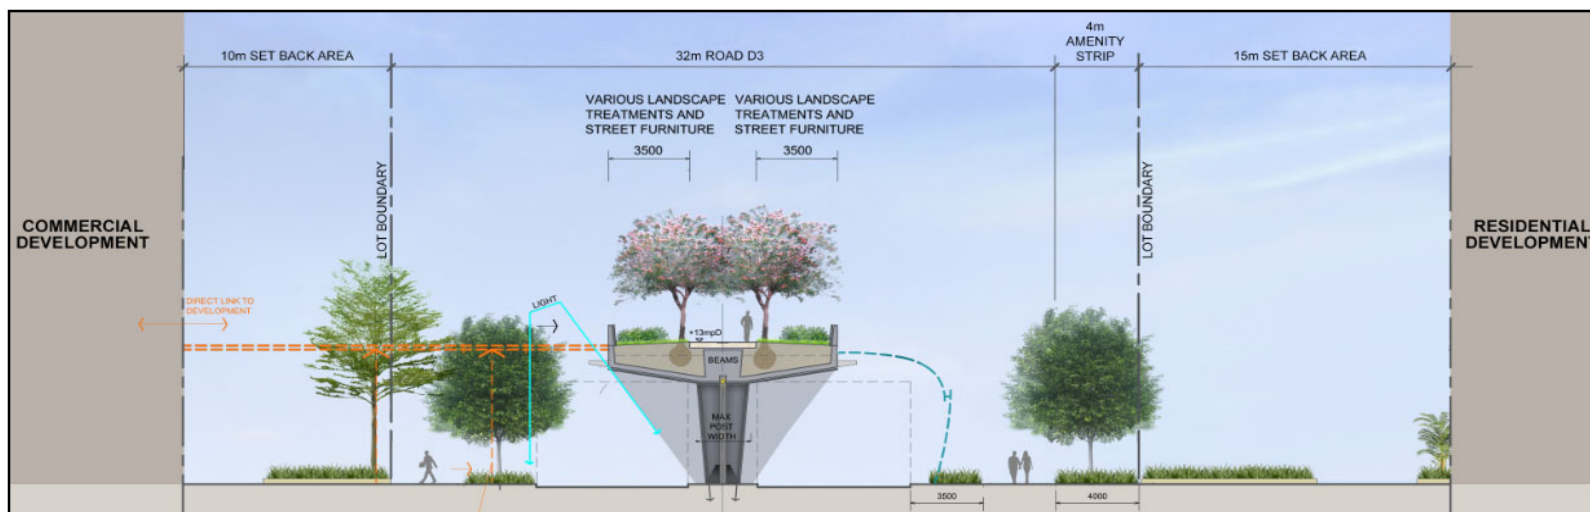 4m
AMENITY
STRIP
10m SET BACK AREA
32m ROAD D3
15m SET BACK AREA
VARIOUS LANDSCAPE
TREATMENTS AND
STREET FURNITURE
3500
VARIOUS LANDSCAPE
TREATMENTS AND
STREET FURNITURE
3500
LOT BOUNDARY
LOT BOUNDARY
COMMERCIAL
DEVELOPMENT
RESIDENTIAL
DEVELOPMENT
DIRECT LINK TO
DEVELOPMENT
LIGHT
+13mpD
BEAMS
MAX
POST
WIDTH
3500
4000